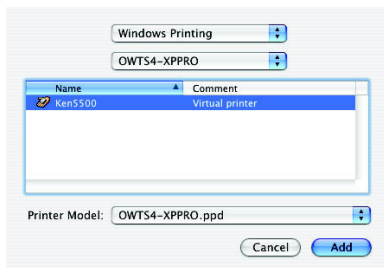 Windows Printing
OWTS4-XPPRO
Name Comment
Ken5500 Virtual printer
Printer Model: OWTS4-XPPRO.ppd
Cancel Add